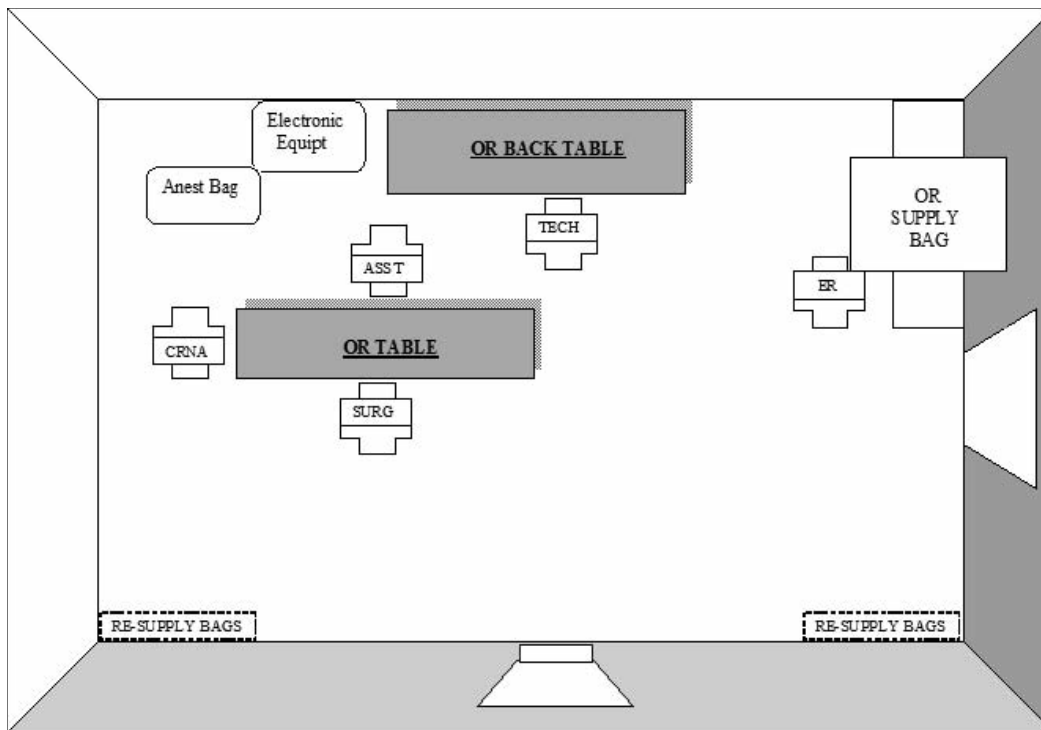 Electronic
Equipt
OR BACK TABLE
Anest Bag
OR
SUPPLY
BAG
TECH
ASST
ER
CRNA
OR TABLE
SURG
RE-SUPPLY BAGS
RE-SUPPLY BAGS